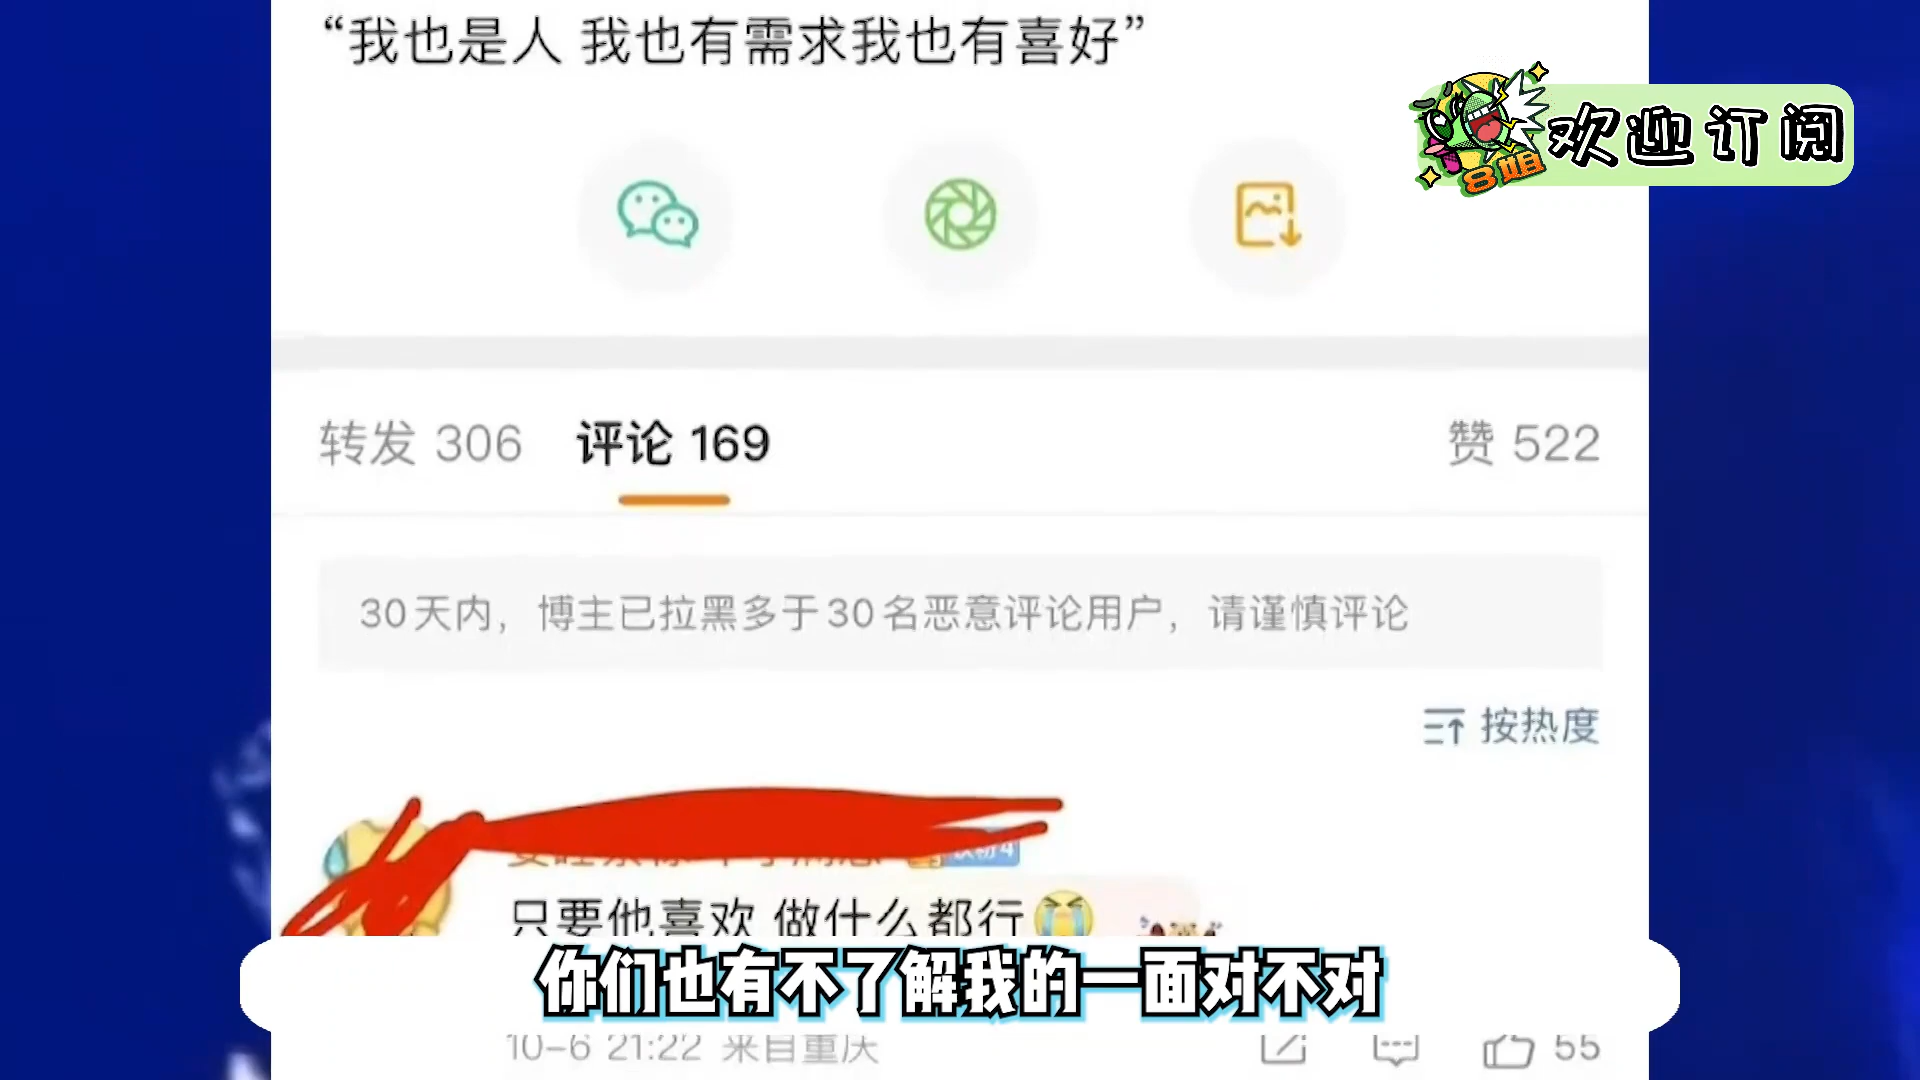 “我也是人 我也有需求我也有喜好”
8姐
欢迎订阅
转发 306 评论 169 赞 522
30天内，博主已拉黑多于30名恶意评论用户，请谨慎评论
按热度
只要他喜欢 做什么都行
你们也有不了解我的一面对不对
10-6 21:22 来自重庆 55